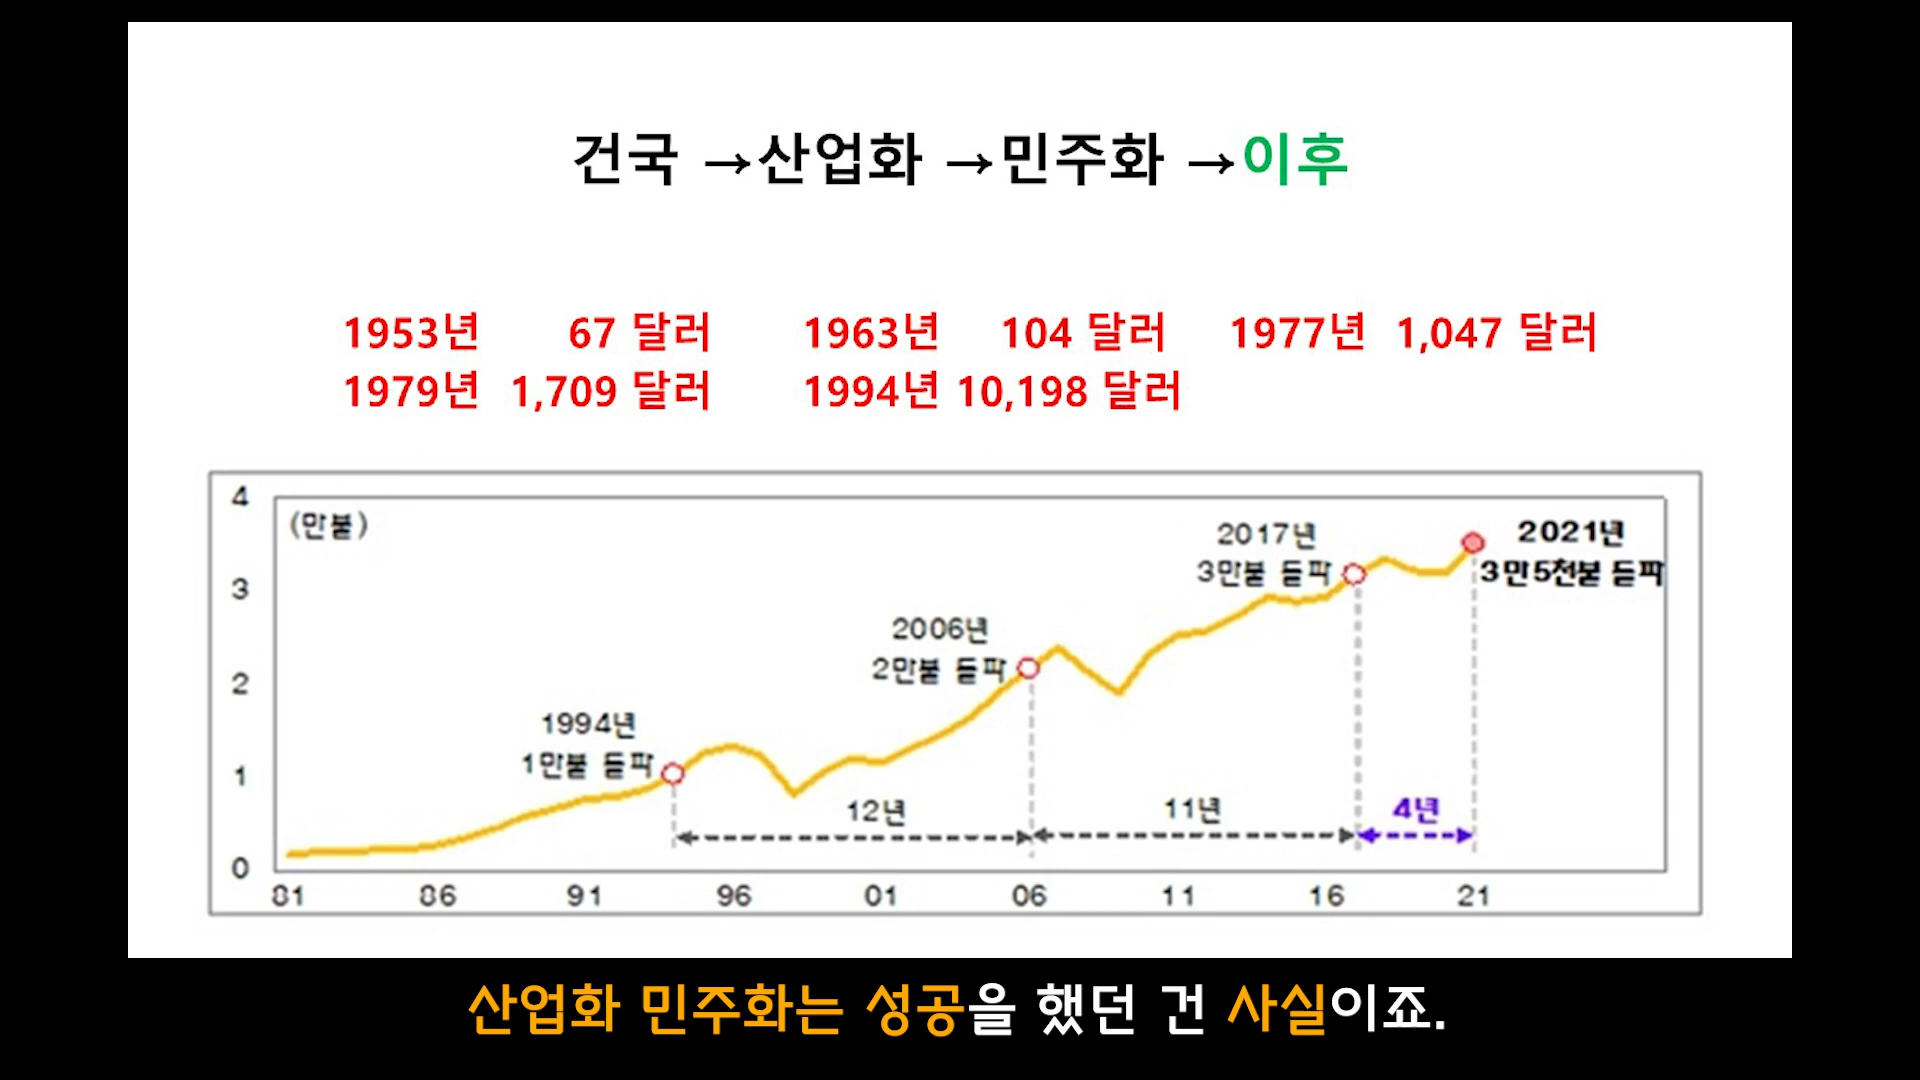 건국 →산업화 →민주화 →이후
1953년 67 달러 1963년 104 달러 1977년 1,047 달러
1979년 1,709 달러 1994년 10,198 달러
4
(만불)
3
2
1
0
2021년
3만5천불 돌파
2017년
3만불 돌파
2006년
2만불 돌파
1994년
1만불 돌파
12년
11년
4년
81 86 91 96 01 06 11 16 21
산업화 민주화는 성공을 했던 건 사실이죠.